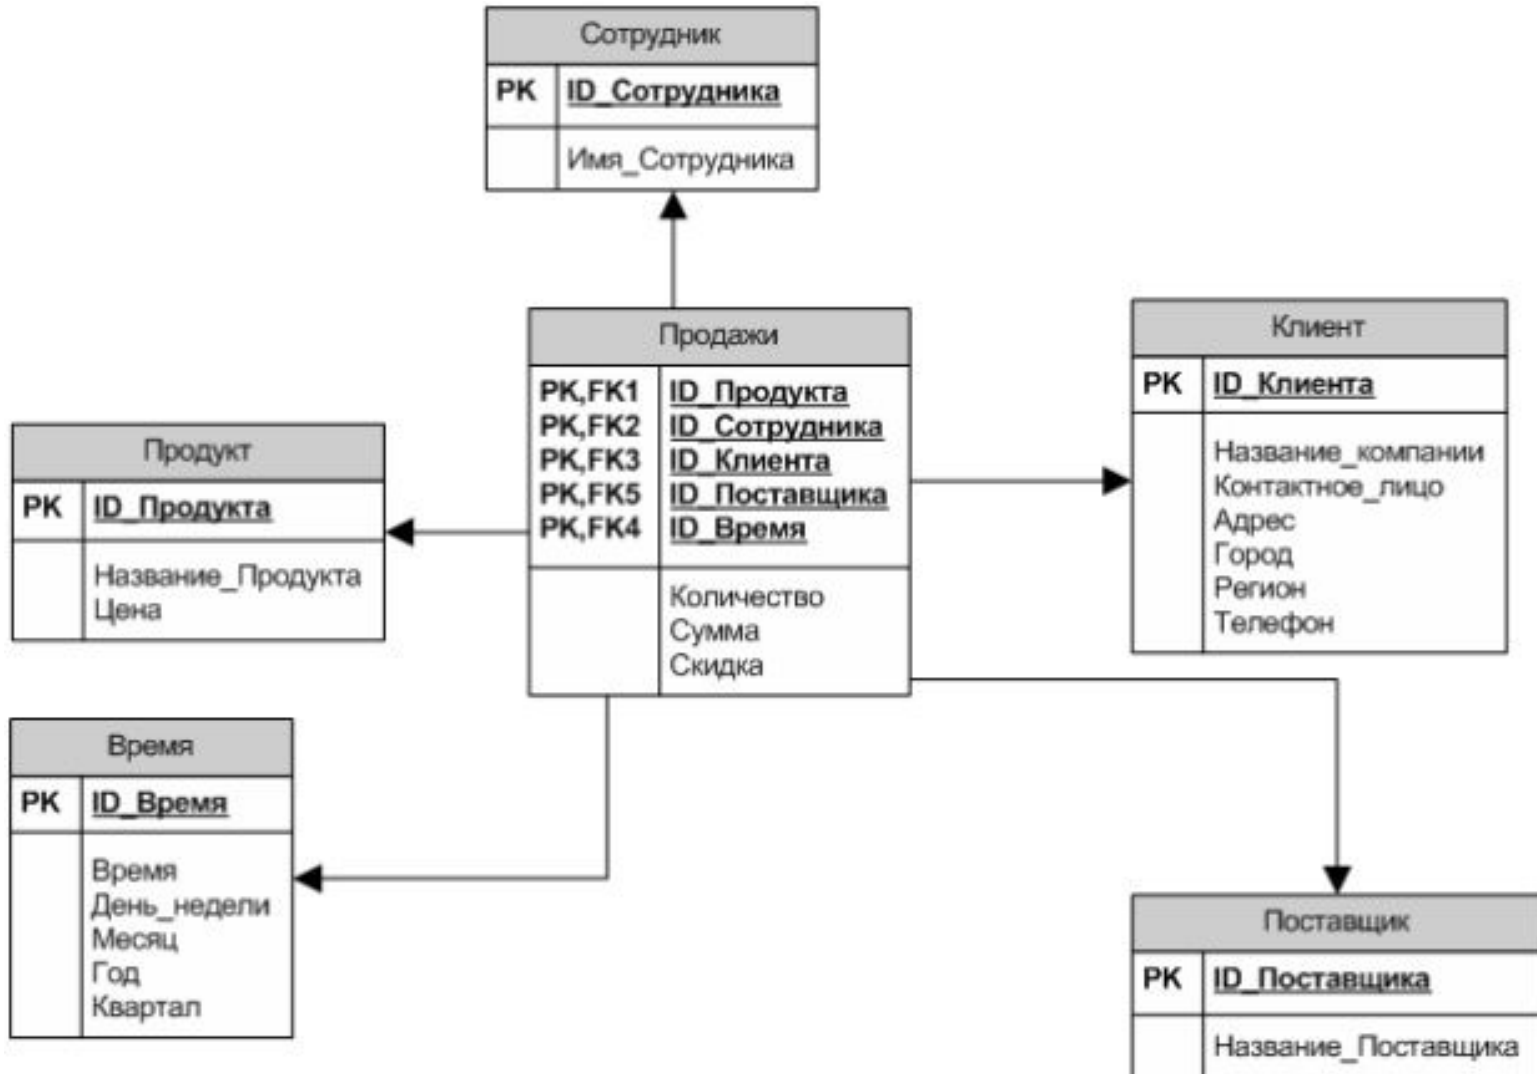 Сотрудник
PK ID_Сотрудника
Имя_Сотрудника
Продажи
PK,FK1 ID_Продукта
PK,FK2 ID_Сотрудника
PK,FK3 ID_Клиента
PK,FK5 ID_Поставщика
PK,FK4 ID_Время
Количество
Сумма
Скидка
Клиент
PK ID_Клиента
Название_компании
Контактное_лицо
Адрес
Город
Регион
Телефон
Продукт
PK ID_Продукта
Название_Продукта
Цена
Время
PK ID_Время
Время
День_недели
Месяц
Год
Квартал
Поставщик
PK ID_Поставщика
Название_Поставщика